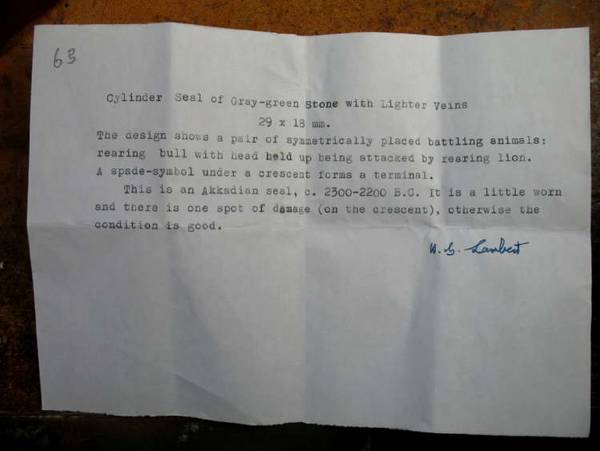 63
Cylinder Seal of Gray-green Stone with Lighter Veins
29 x 18 mm.
The design shows a pair of symmetrically placed battling animals:
rearing bull with head held up being attacked by rearing lion.
A spade-symbol under a crescent forms a terminal.
This is an Akkadian seal, c. 2300-2200 B.C. It is a little worn
and there is one spot of damage (on the crescent), otherwise the
condition is good.
W. G. Lambert